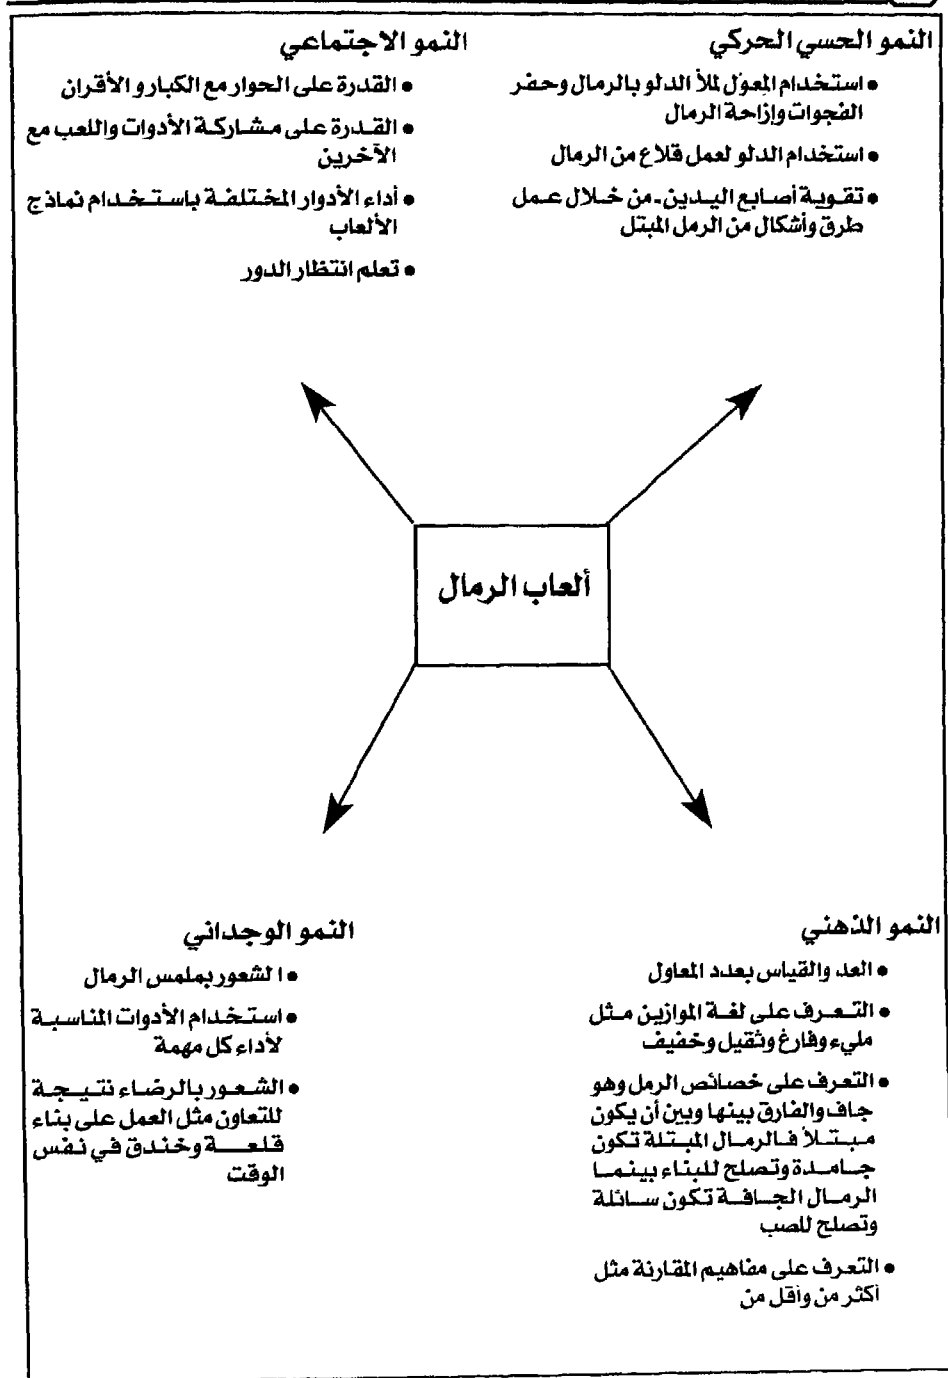 النمو الحسي الحركي
● استخدام المعول لملأ الدلو بالرمال وحفر
الفجوات وإزاحة الرمال
● استخدام الدلو لعمل قلاع من الرمال
● تقوية أصابع اليدين - من خلال عمل
طرق وأشكال من الرمل المبتل
النمو الاجتماعي
● القدرة على الحوار مع الكبار والأقران
● القدرة على مشاركة الأدوات واللعب مع
الآخرين
● أداء الأدوار المختلفة باستخدام نماذج
الألعاب
● تعلم انتظار الدور
ألعاب الرمال
النمو الذهني
● العد والقياس بعدد المعاول
● التعرف على لغة الموازين مثل
مليء وفارغ وثقيل وخفيف
● التعرف على خصائص الرمل وهو
جاف والفارق بينها وبين أن يكون
مبتلاً فالرمال المبتلة تكون
جامدة وتصلح للبناء بينما
الرمال الجافة تكون سائلة
وتصلح للصب
● التعرف على مفاهيم المقارنة مثل
أكثر من وأقل من
النمو الوجداني
● الشعور بملمس الرمال
● استخدام الأدوات المناسبة
لأداء كل مهمة
● الشعور بالرضاء نتيجة
للتعاون مثل العمل على بناء
قلعة وخندق في نفس
الوقت